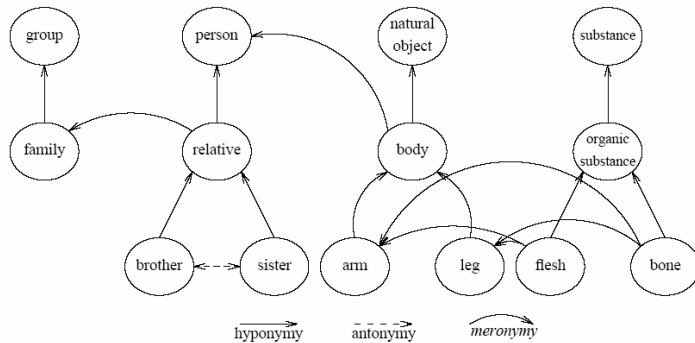 group
person
natural
object
substance
family
relative
body
organic
substance
brother
sister
arm
leg
flesh
bone
hyponymy
antonymy
meronymy